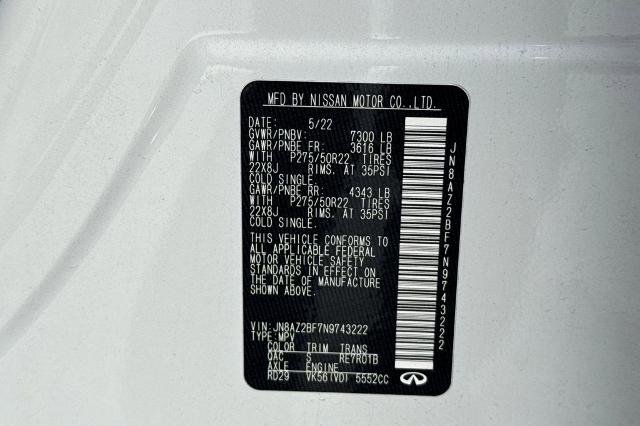 MFD BY NISSAN MOTOR CO.,LTD.
DATE: 5/22
GVWR/PNBV: 7300 LB
GAWR/PNBE FR: 3616 LB
WITH P275/50R22 TIRES
22X8J RIMS. AT 35PSI
COLD SINGLE.
GAWR/PNBE RR: 4343 LB
WITH P275/50R22 TIRES
22X8J RIMS. AT 35PSI
COLD SINGLE.
THIS VEHICLE CONFORMS TO
ALL APPLICABLE FEDERAL
MOTOR VEHICLE SAFETY
STANDARDS IN EFFECT ON
THE DATE OF MANUFACTURE
SHOWN ABOVE.
VIN: JN8AZ2BF7N9743222
TYPE: MPV
COLOR TRIM TRANS
QAC S RE7R01B
AXLE ENGINE
RD29 VK56(VD) 5552CC
JN8AZ2BF7N9743222